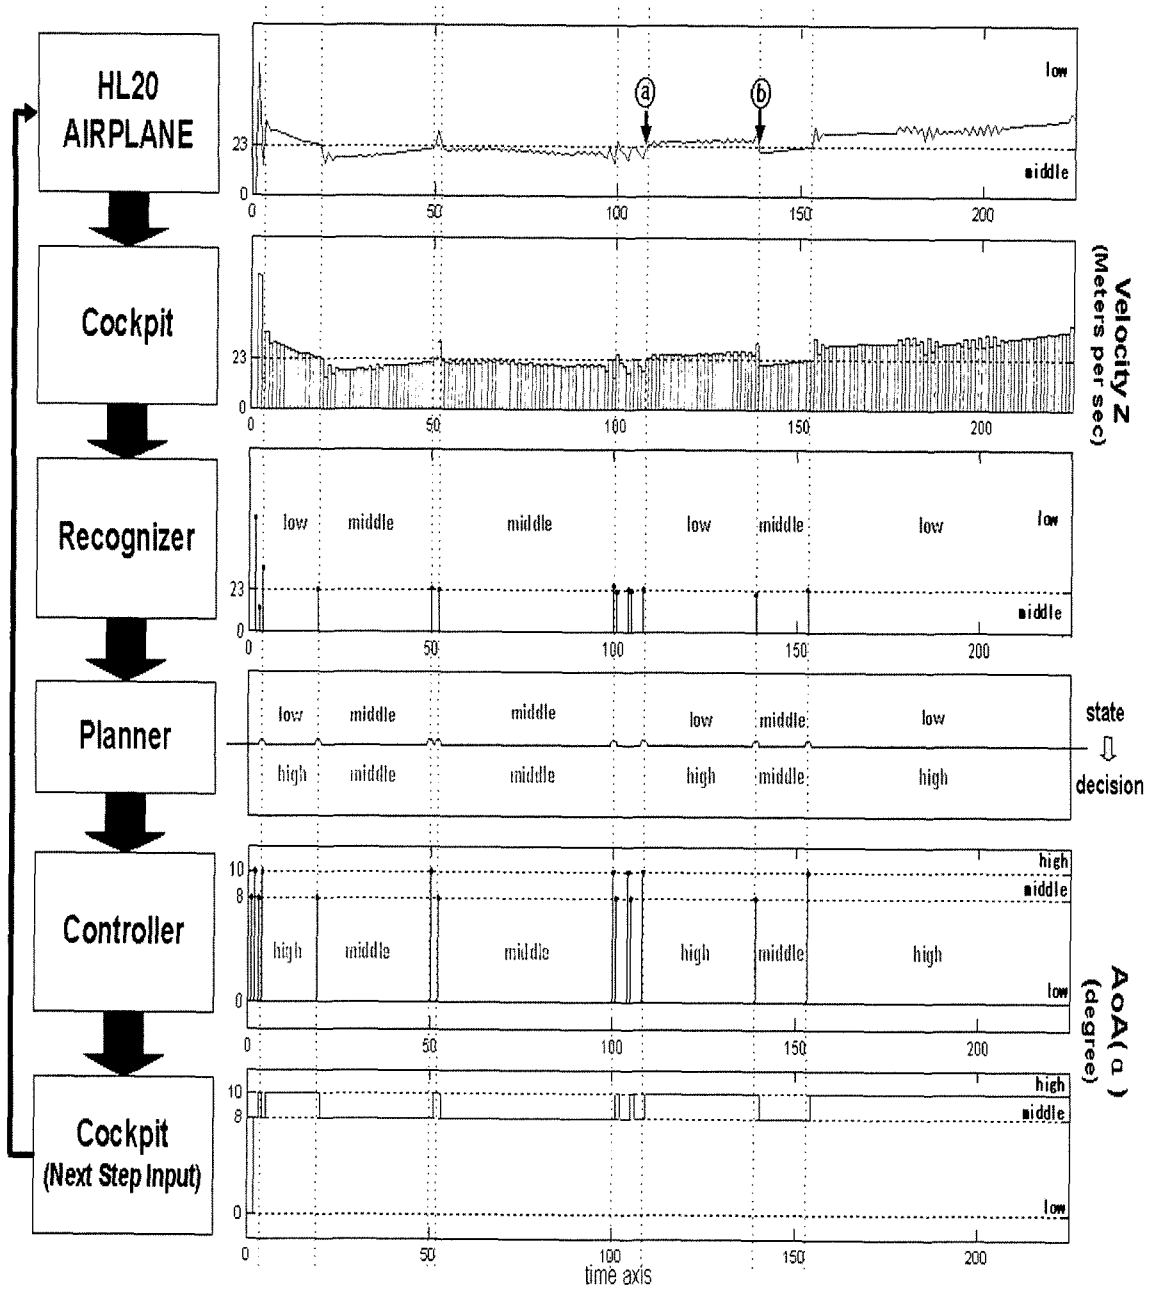 HL20
AIRPLANE
ⓐ
ⓑ
low
23
middle
0
0
50
100
150
200
Cockpit
23
0
0
50
100
150
200
Velocity Z
(Meters per sec)
Recognizer
low
middle
middle
low
middle
low
low
23
middle
0
0
50
100
150
200
Planner
low
middle
middle
low
middle
low
state
high
middle
middle
high
middle
high
decision
Controller
10
high
8
middle
high
middle
middle
high
middle
high
0
low
0
50
100
150
200
AoA(α)
(degree)
Cockpit
(Next Step Input)
10
high
8
middle
0
low
0
50
100
150
200
time axis